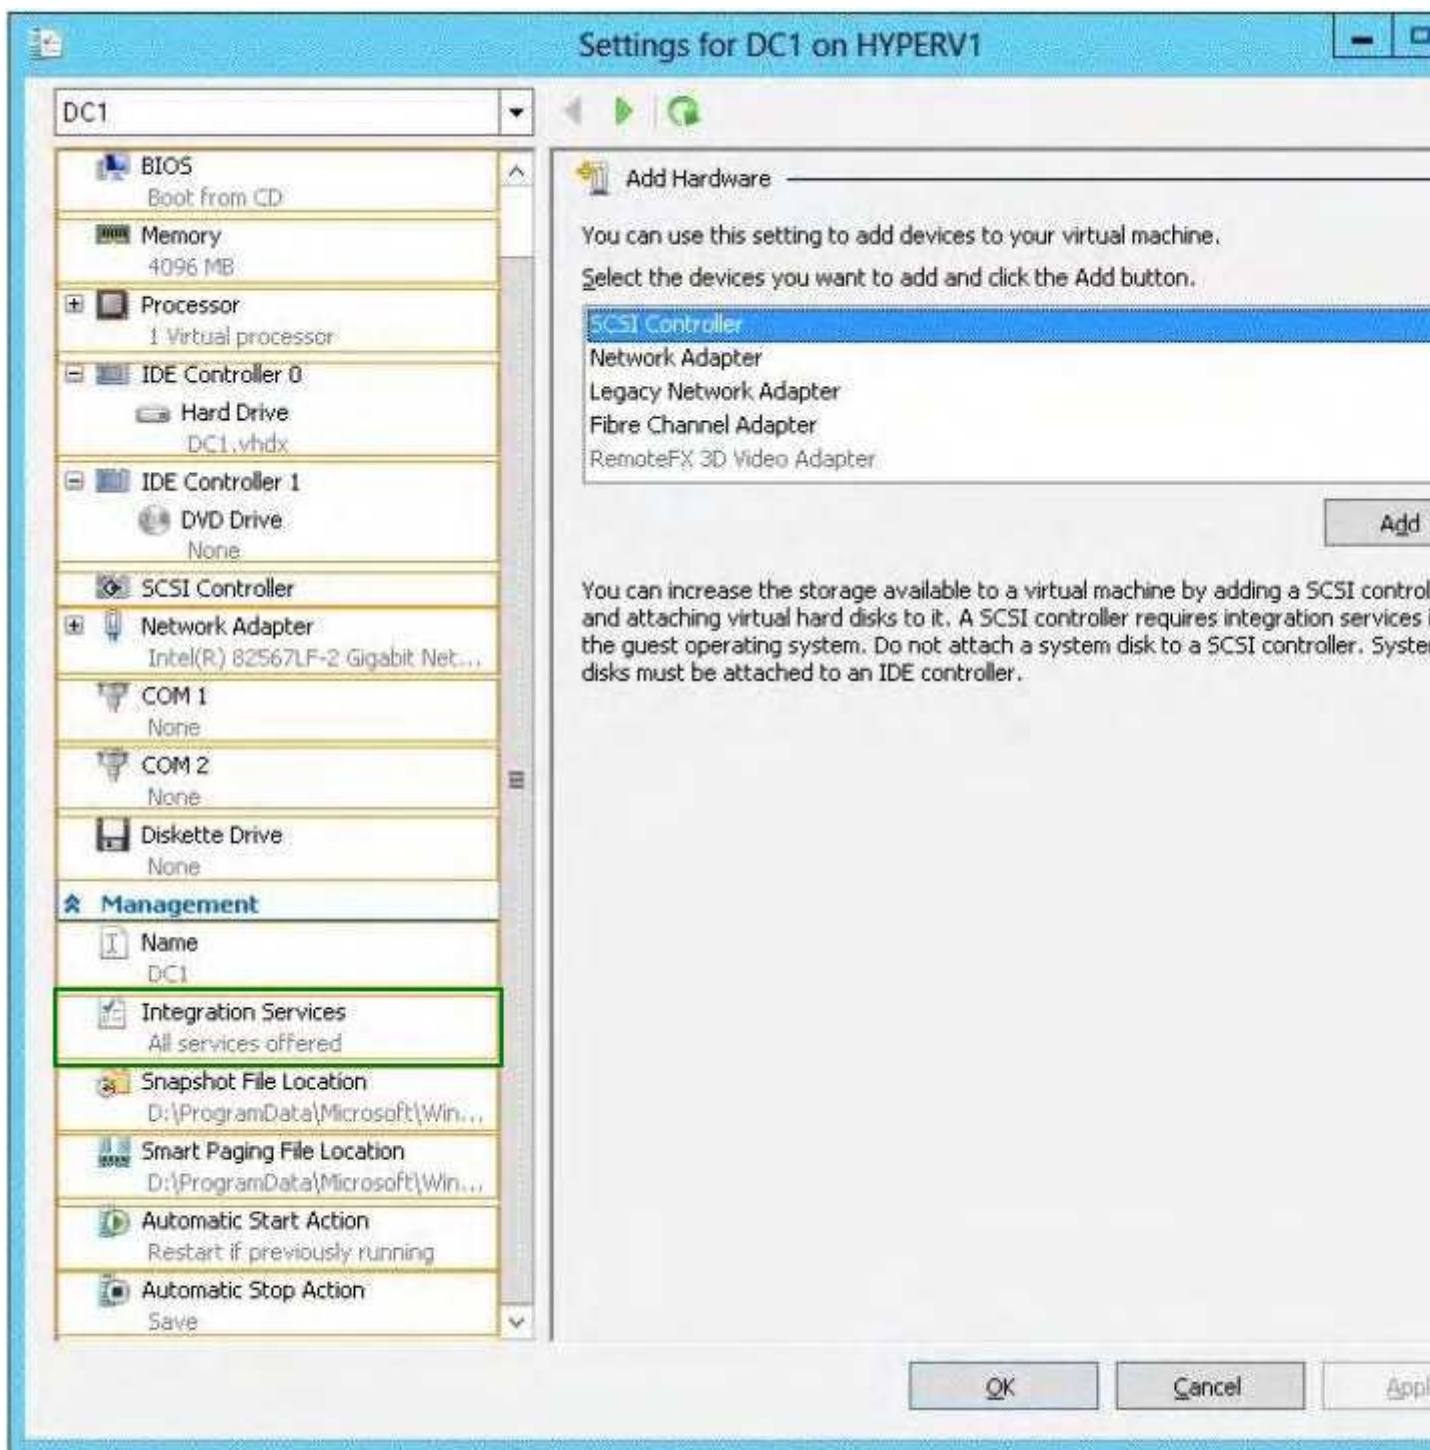 Settings for DC1 on HYPERV1
DC1
BIOS
Boot from CD
Memory
4096 MB
Processor
1 Virtual processor
IDE Controller 0
Hard Drive
DC1.vhdx
IDE Controller 1
DVD Drive
None
SCSI Controller
Network Adapter
Intel(R) 82567LF-2 Gigabit Net...
COM 1
None
COM 2
None
Diskette Drive
None
Management
Name
DC1
Integration Services
All services offered
Snapshot File Location
D:\ProgramData\Microsoft\Win...
Smart Paging File Location
D:\ProgramData\Microsoft\Win...
Automatic Start Action
Restart if previously running
Automatic Stop Action
Save
Add Hardware
You can use this setting to add devices to your virtual machine.
Select the devices you want to add and click the Add button.
SCSI Controller
Network Adapter
Legacy Network Adapter
Fibre Channel Adapter
RemoteFX 3D Video Adapter
Add
You can increase the storage available to a virtual machine by adding a SCSI control
and attaching virtual hard disks to it. A SCSI controller requires integration services i
the guest operating system. Do not attach a system disk to a SCSI controller. Syste
disks must be attached to an IDE controller.
OK
Cancel
Appl